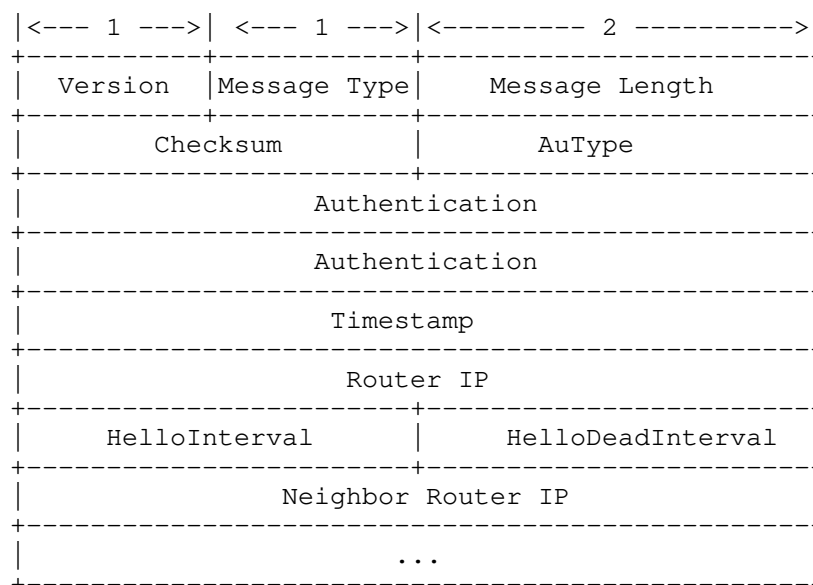 |<--- 1 --->| <--- 1 --->|<--------- 2 ---------->
Version |Message Type| Message Length
Checksum | AuType
Authentication
Authentication
Timestamp
Router IP
HelloInterval | HelloDeadInterval
Neighbor Router IP
...